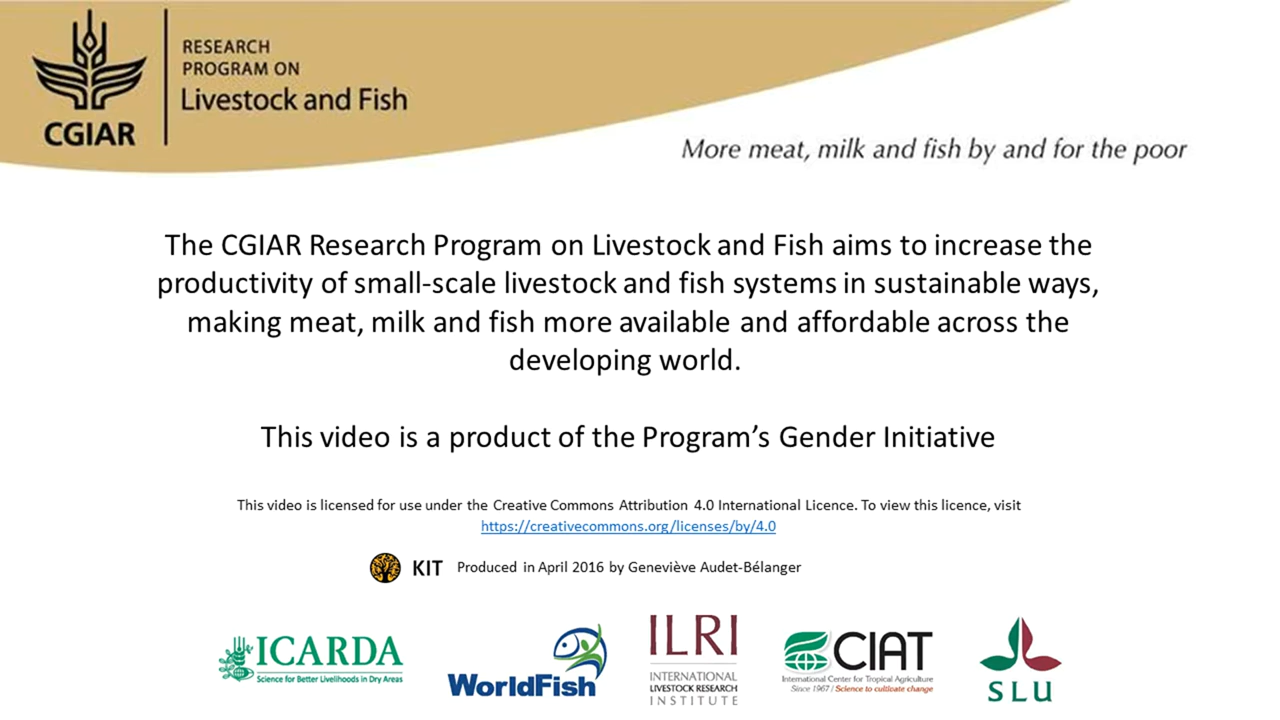 RESEARCH
PROGRAM ON
Livestock and Fish
CGIAR
More meat, milk and fish by and for the poor
The CGIAR Research Program on Livestock and Fish aims to increase the
productivity of small-scale livestock and fish systems in sustainable ways,
making meat, milk and fish more available and affordable across the
developing world.
This video is a product of the Program’s Gender Initiative
This video is licensed for use under the Creative Commons Attribution 4.0 International Licence. To view this licence, visit
https://creativecommons.org/licenses/by/4.0
KIT Produced in April 2016 by Geneviève Audet-Bélanger
ICARDA
Science for Better Livelihoods in Dry Areas
WorldFish
ILRI
INTERNATIONAL
LIVESTOCK RESEARCH
INSTITUTE
CIAT
International Center for Tropical Agriculture
Since 1967 / Science to cultivate change
SLU